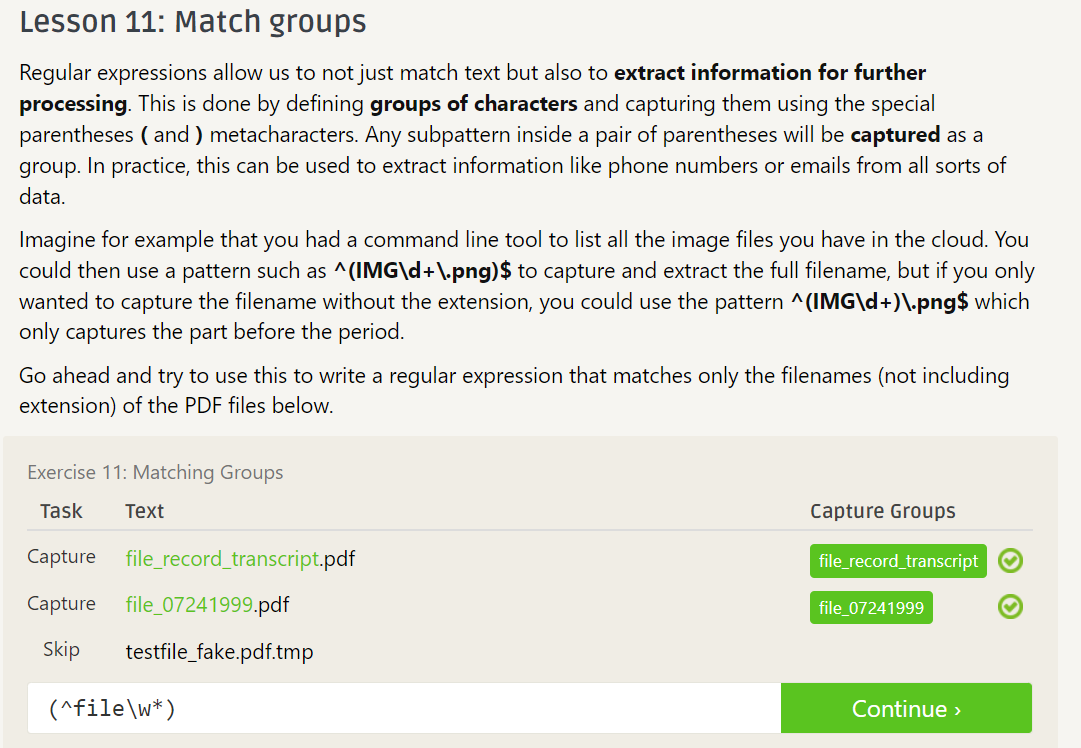 Lesson 11: Match groups
Regular expressions allow us to not just match text but also to extract information for further
processing. This is done by defining groups of characters and capturing them using the special
parentheses ( and ) metacharacters. Any subpattern inside a pair of parentheses will be captured as a
group. In practice, this can be used to extract information like phone numbers or emails from all sorts of
data.
Imagine for example that you had a command line tool to list all the image files you have in the cloud. You
could then use a pattern such as ^(IMG\d+\.png)$ to capture and extract the full filename, but if you only
wanted to capture the filename without the extension, you could use the pattern ^(IMG\d+)\.png$ which
only captures the part before the period.
Go ahead and try to use this to write a regular expression that matches only the filenames (not including
extension) of the PDF files below.
Exercise 11: Matching Groups
Task Text Capture Groups
Capture file_record_transcript.pdf file_record_transcript
Capture file_07241999.pdf file_07241999
Skip testfile_fake.pdf.tmp
(^file\w*) Continue ›